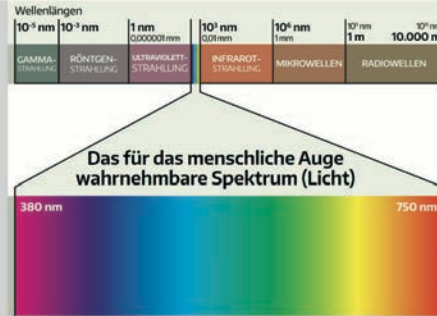 Wellenlängen
10⁻⁵ nm 10⁻³ nm 1 nm 10³ nm 10⁶ nm 10⁹ nm
0,000001 mm 0,01 mm 1 mm 1 m 10.000 m
GAMMA- RÖNTGEN- ULTRAVIOLETT- INFRAROT- MIKROWELLEN RADIOWELLEN
STRAHLUNG STRAHLUNG STRAHLUNG STRAHLUNG
Das für das menschliche Auge
wahrnehmbare Spektrum (Licht)
380 nm 750 nm